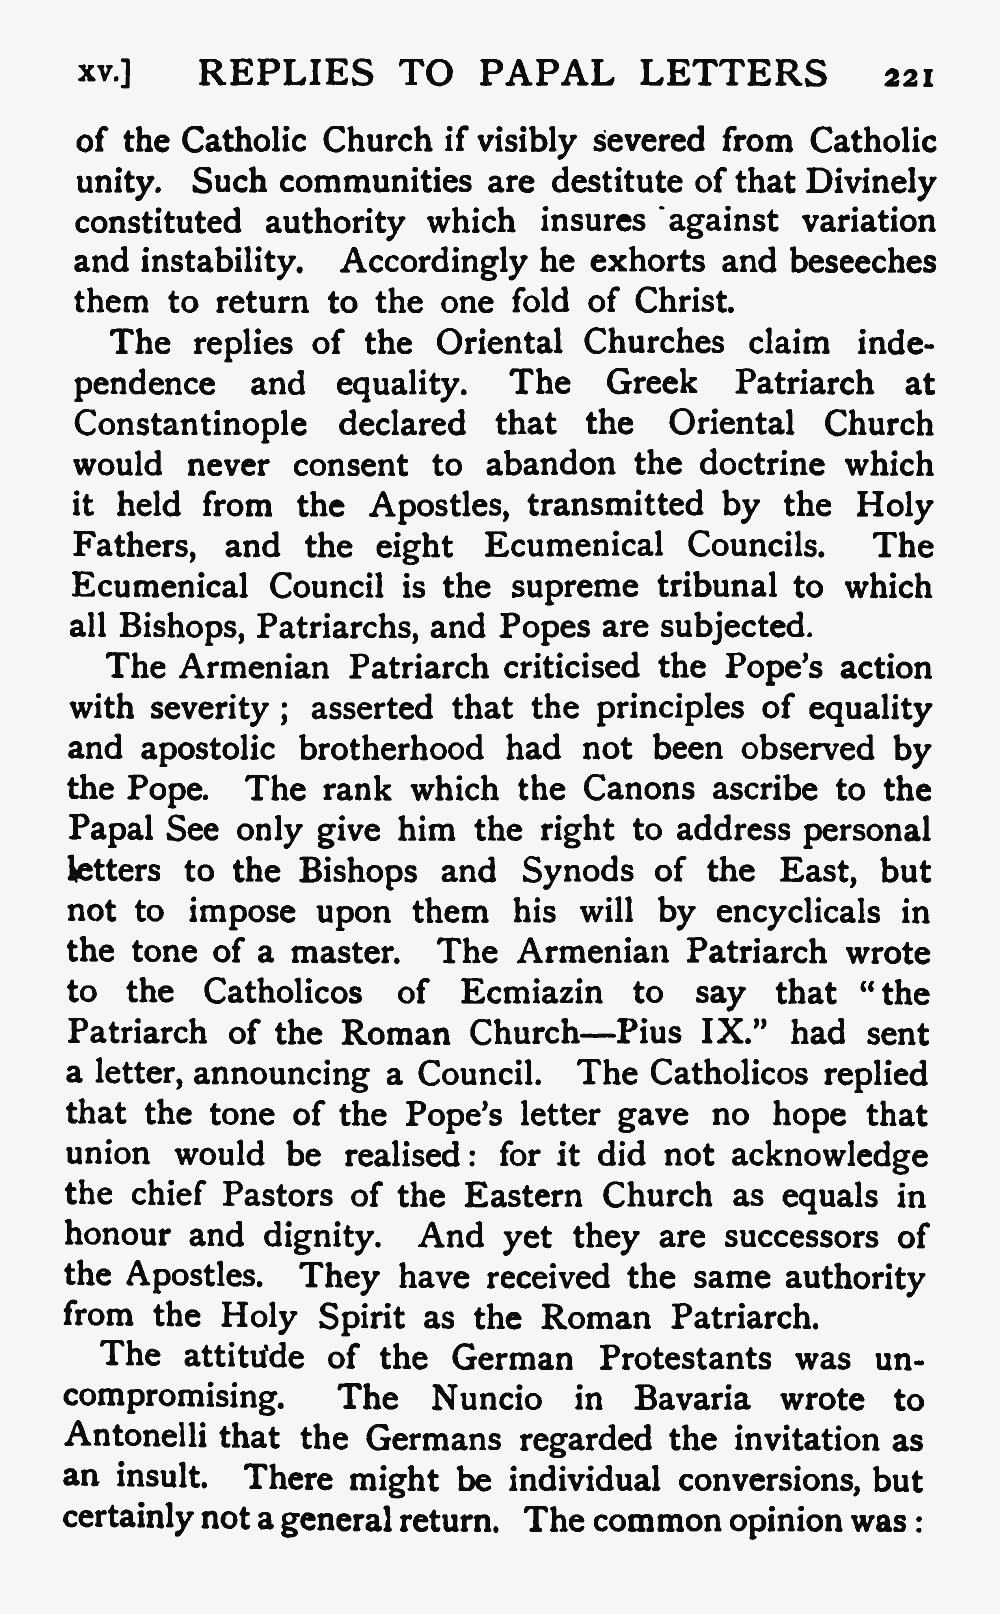 xv.] REPLIES TO PAPAL LETTERS 221
of the Catholic Church if visibly severed from Catholic
unity. Such communities are destitute of that Divinely
constituted authority which insures against variation
and instability. Accordingly he exhorts and beseeches
them to return to the one fold of Christ.
The replies of the Oriental Churches claim inde-
pendence and equality. The Greek Patriarch at
Constantinople declared that the Oriental Church
would never consent to abandon the doctrine which
it held from the Apostles, transmitted by the Holy
Fathers, and the eight Ecumenical Councils. The
Ecumenical Council is the supreme tribunal to which
all Bishops, Patriarchs, and Popes are subjected.
The Armenian Patriarch criticised the Pope's action
with severity ; asserted that the principles of equality
and apostolic brotherhood had not been observed by
the Pope. The rank which the Canons ascribe to the
Papal See only give him the right to address personal
letters to the Bishops and Synods of the East, but
not to impose upon them his will by encyclicals in
the tone of a master. The Armenian Patriarch wrote
to the Catholicos of Ecmiazin to say that "the
Patriarch of the Roman Church—Pius IX." had sent
a letter, announcing a Council. The Catholicos replied
that the tone of the Pope's letter gave no hope that
union would be realised: for it did not acknowledge
the chief Pastors of the Eastern Church as equals in
honour and dignity. And yet they are successors of
the Apostles. They have received the same authority
from the Holy Spirit as the Roman Patriarch.
The attitude of the German Protestants was un-
compromising. The Nuncio in Bavaria wrote to
Antonelli that the Germans regarded the invitation as
an insult. There might be individual conversions, but
certainly not a general return. The common opinion was :